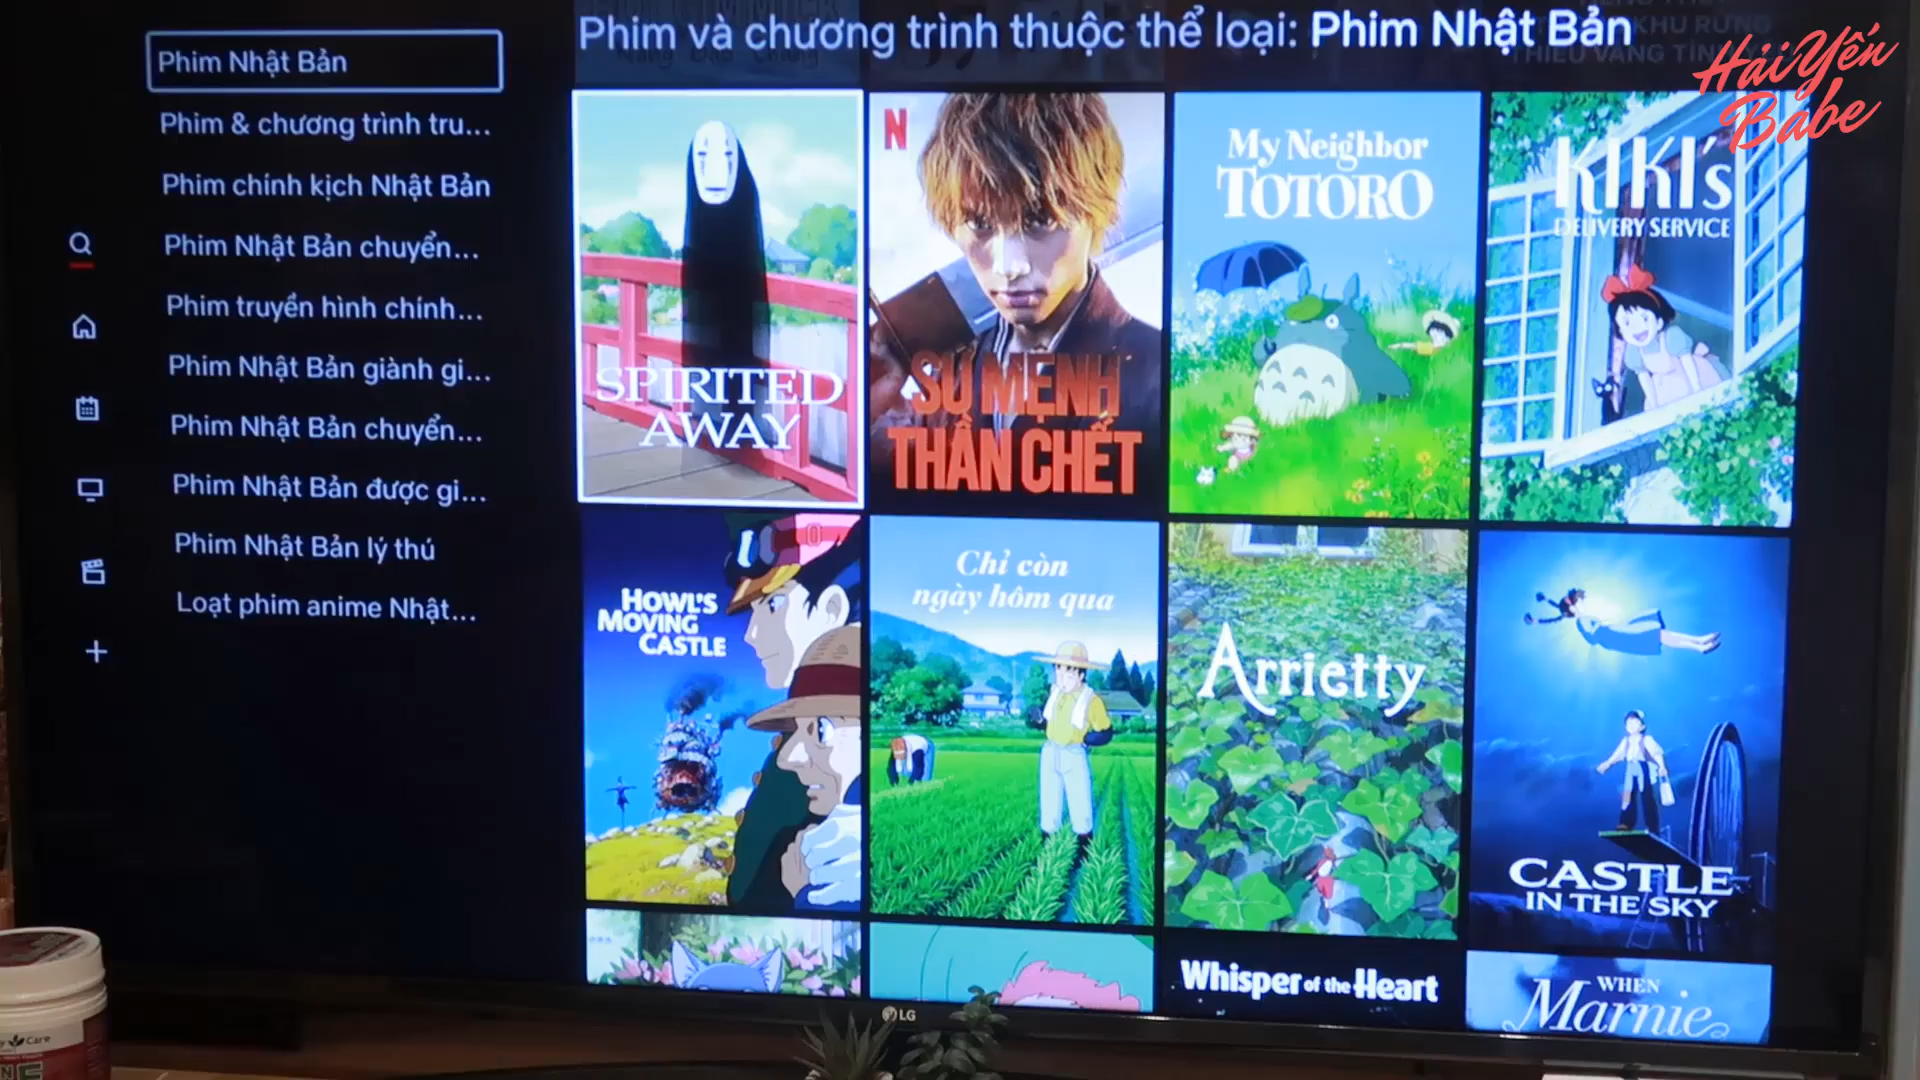 Phim và chương trình thuộc thể loại: Phim Nhật Bản
KHU RỪNG
Hải Yến
Babe
Phim Nhật Bản
Phim & chương trình tru...
Phim chính kịch Nhật Bản
Phim Nhật Bản chuyển...
Phim truyền hình chính...
Phim Nhật Bản giành gi...
Phim Nhật Bản chuyển...
Phim Nhật Bản được gi...
Phim Nhật Bản lý thú
Loạt phim anime Nhật...
SPIRITED
AWAY
N
SỨ MỆNH
THẦN CHẾT
My Neighbor
TOTORO
KIKI's
DELIVERY SERVICE
HOWL'S
MOVING
CASTLE
Chỉ còn
ngày hôm qua
Arrietty
CASTLE
IN THE SKY
Whisper of the Heart
WHEN
Marnie
LG
Care